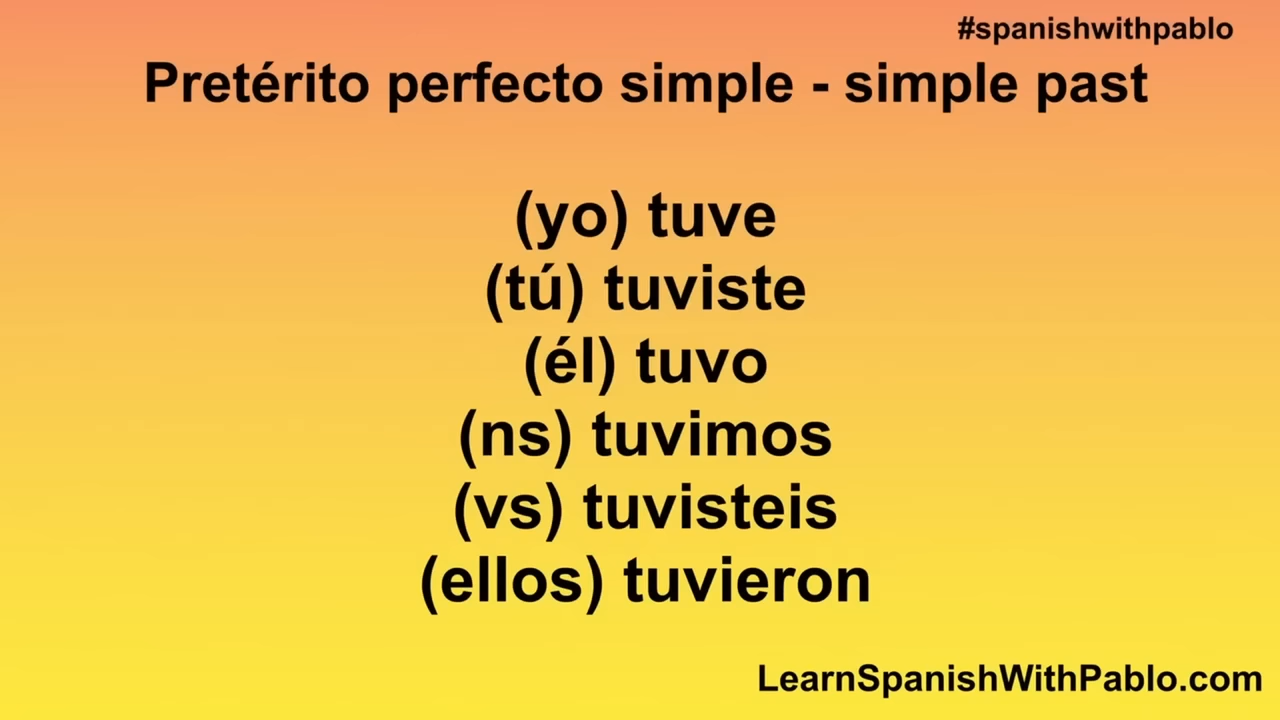 #spanishwithpablo
Pretérito perfecto simple - simple past
(yo) tuve
(tú) tuviste
(él) tuvo
(ns) tuvimos
(vs) tuvisteis
(ellos) tuvieron
LearnSpanishWithPablo.com